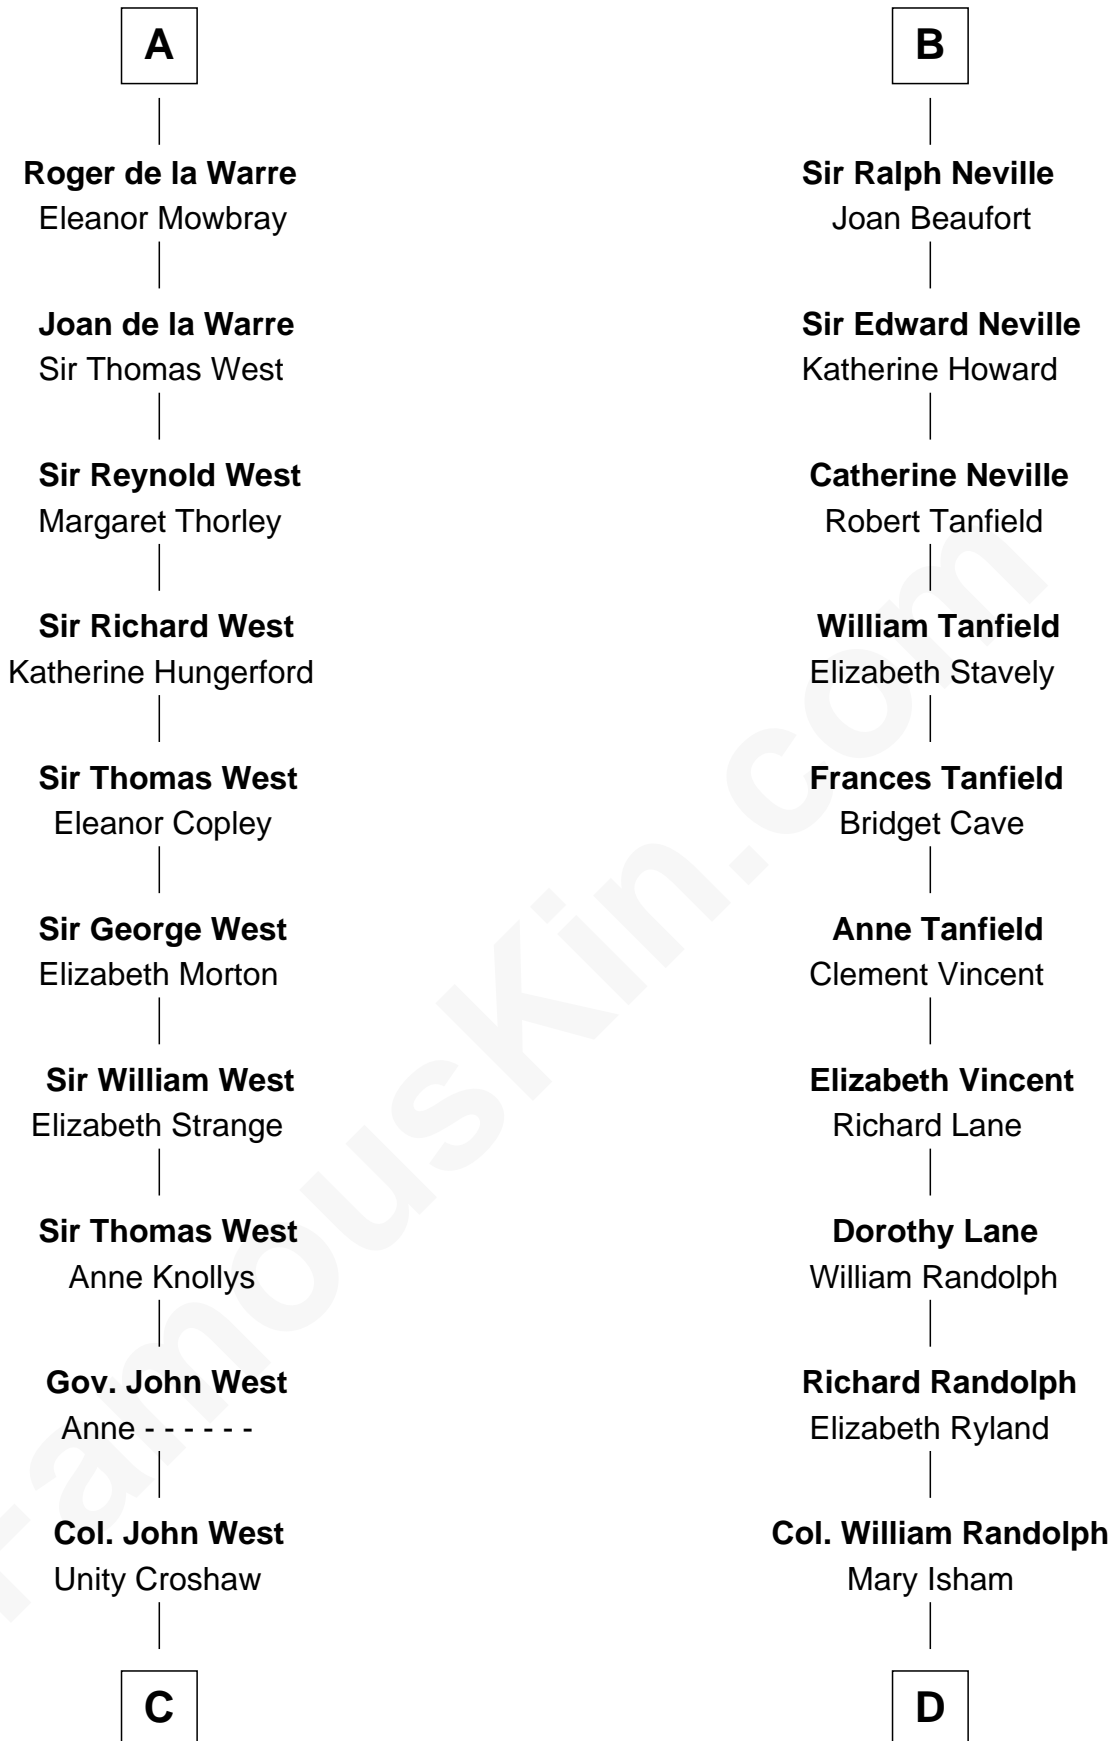 A
Roger de la Warre
Eleanor Mowbray
Joan de la Warre
Sir Thomas West
Sir Reynold West
Margaret Thorley
Sir Richard West
Katherine Hungerford
Sir Thomas West
Eleanor Copley
Sir George West
Elizabeth Morton
Sir William West
Elizabeth Strange
Sir Thomas West
Anne Knollys
Gov. John West
Anne - - - - - -
Col. John West
Unity Croshaw
C
B
Sir Ralph Neville
Joan Beaufort
Sir Edward Neville
Katherine Howard
Catherine Neville
Robert Tanfield
William Tanfield
Elizabeth Stavely
Frances Tanfield
Bridget Cave
Anne Tanfield
Clement Vincent
Elizabeth Vincent
Richard Lane
Dorothy Lane
William Randolph
Richard Randolph
Elizabeth Ryland
Col. William Randolph
Mary Isham
D
FamousKin.com